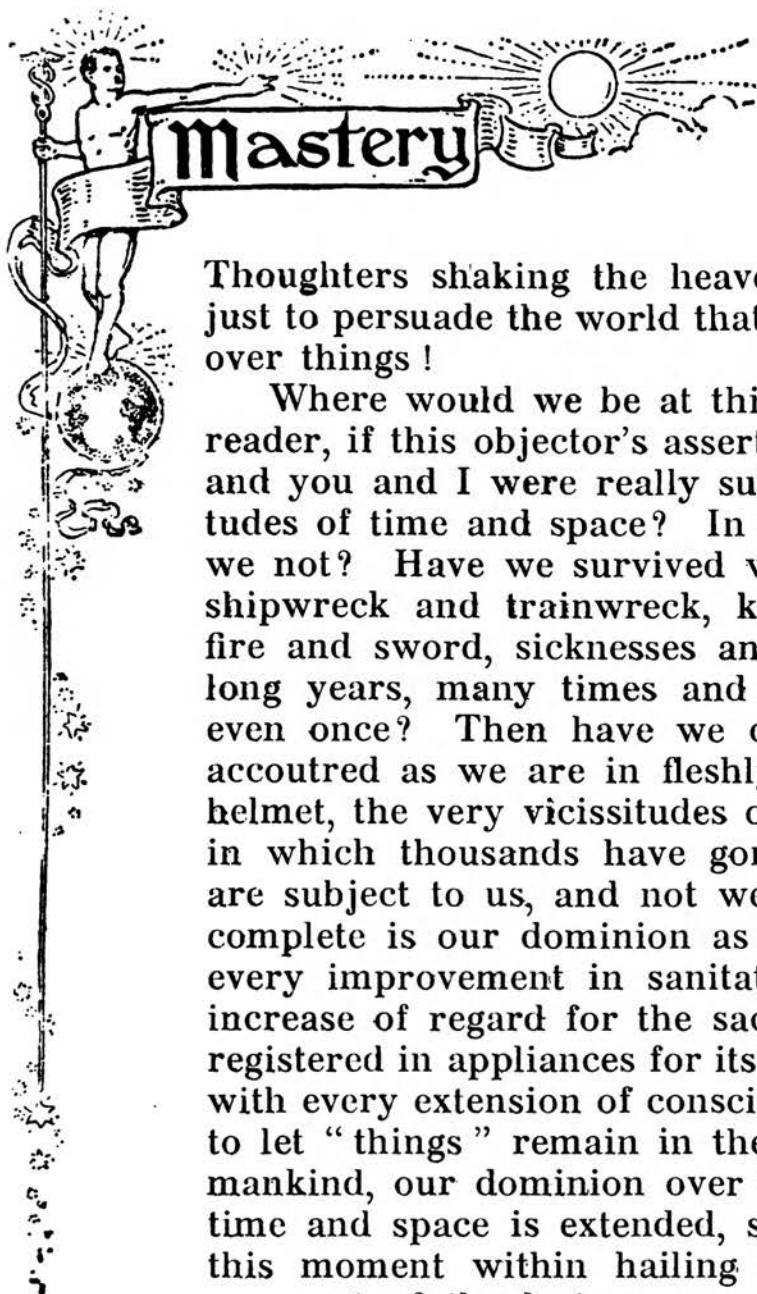 Mastery
Thoughters shaking the heave
just to persuade the world that
over things !
Where would we be at thi
reader, if this objector's assert
and you and I were really su
tudes of time and space? In
we not? Have we survived
shipwreck and trainwreck, k
fire and sword, sicknesses an
long years, many times and
even once? Then have we
accoutred as we are in fleshl
helmet, the very vicissitudes
in which thousands have gor
are subject to us, and not we
complete is our dominion as
every improvement in sanitat
increase of regard for the sac
registered in appliances for its
with every extension of consci
to let “ things ” remain in the
mankind, our dominion over
time and space is extended, s
this moment within hailing